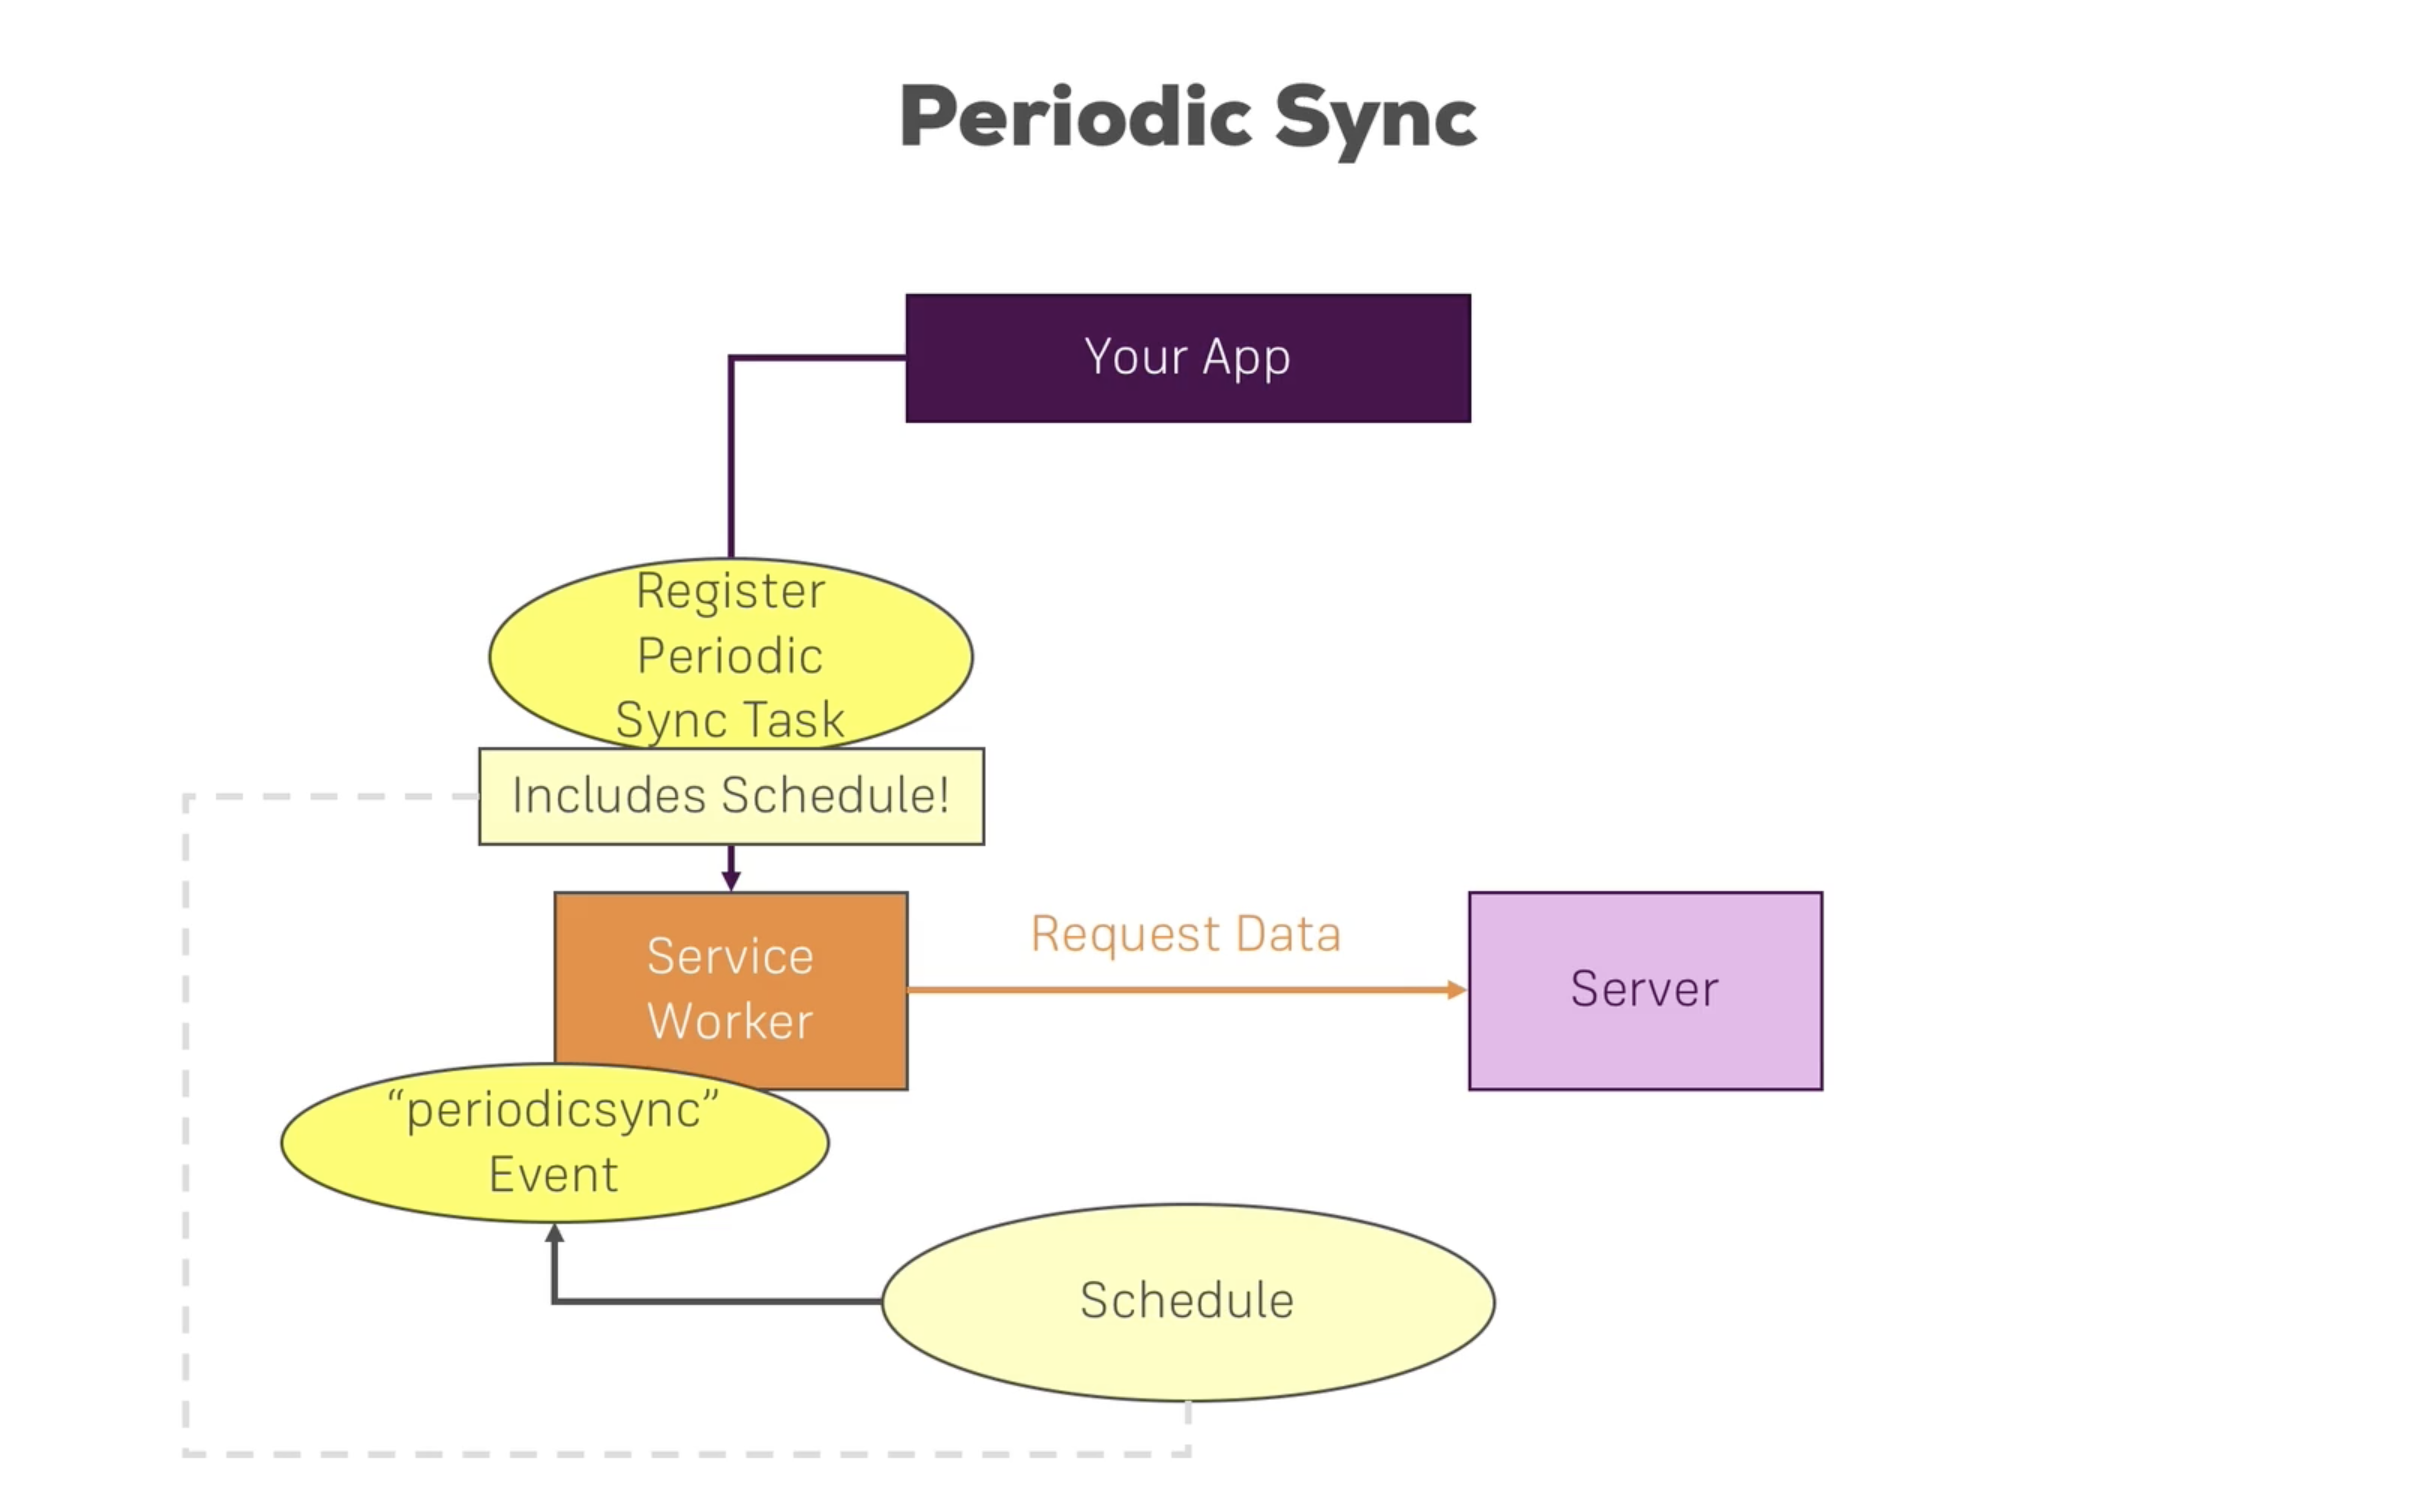 Periodic Sync
Your App
Register
Periodic
Sync Task
Includes Schedule!
Service
Worker
Request Data
Server
“periodicsync”
Event
Schedule